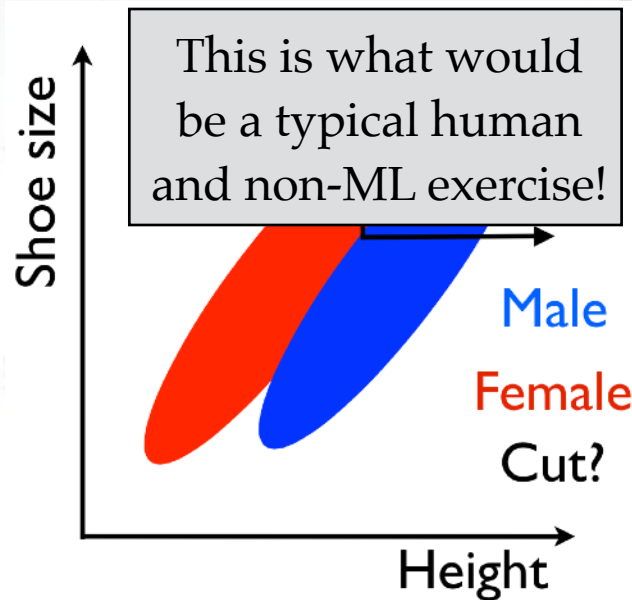 This is what would
be a typical human
and non-ML exercise!
Shoe size
Male
Female
Cut?
Height